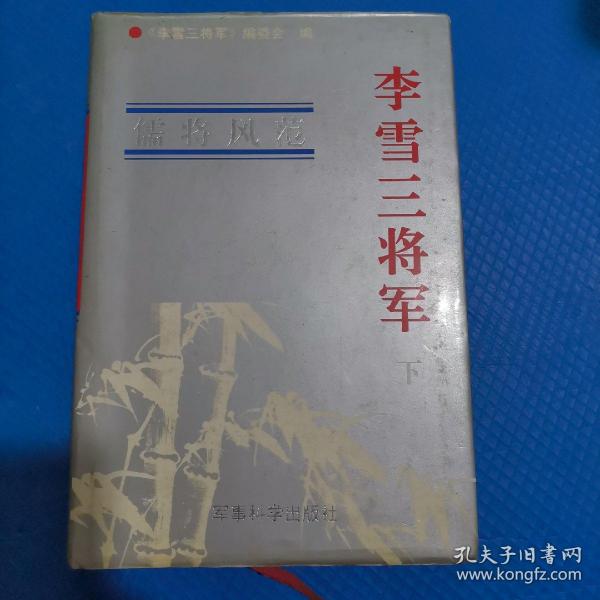 《李雪三将军》编委会 编
李雪三将军
儒将风范
下
军事科学出版社
孔夫子旧书网
www.kongfz.com